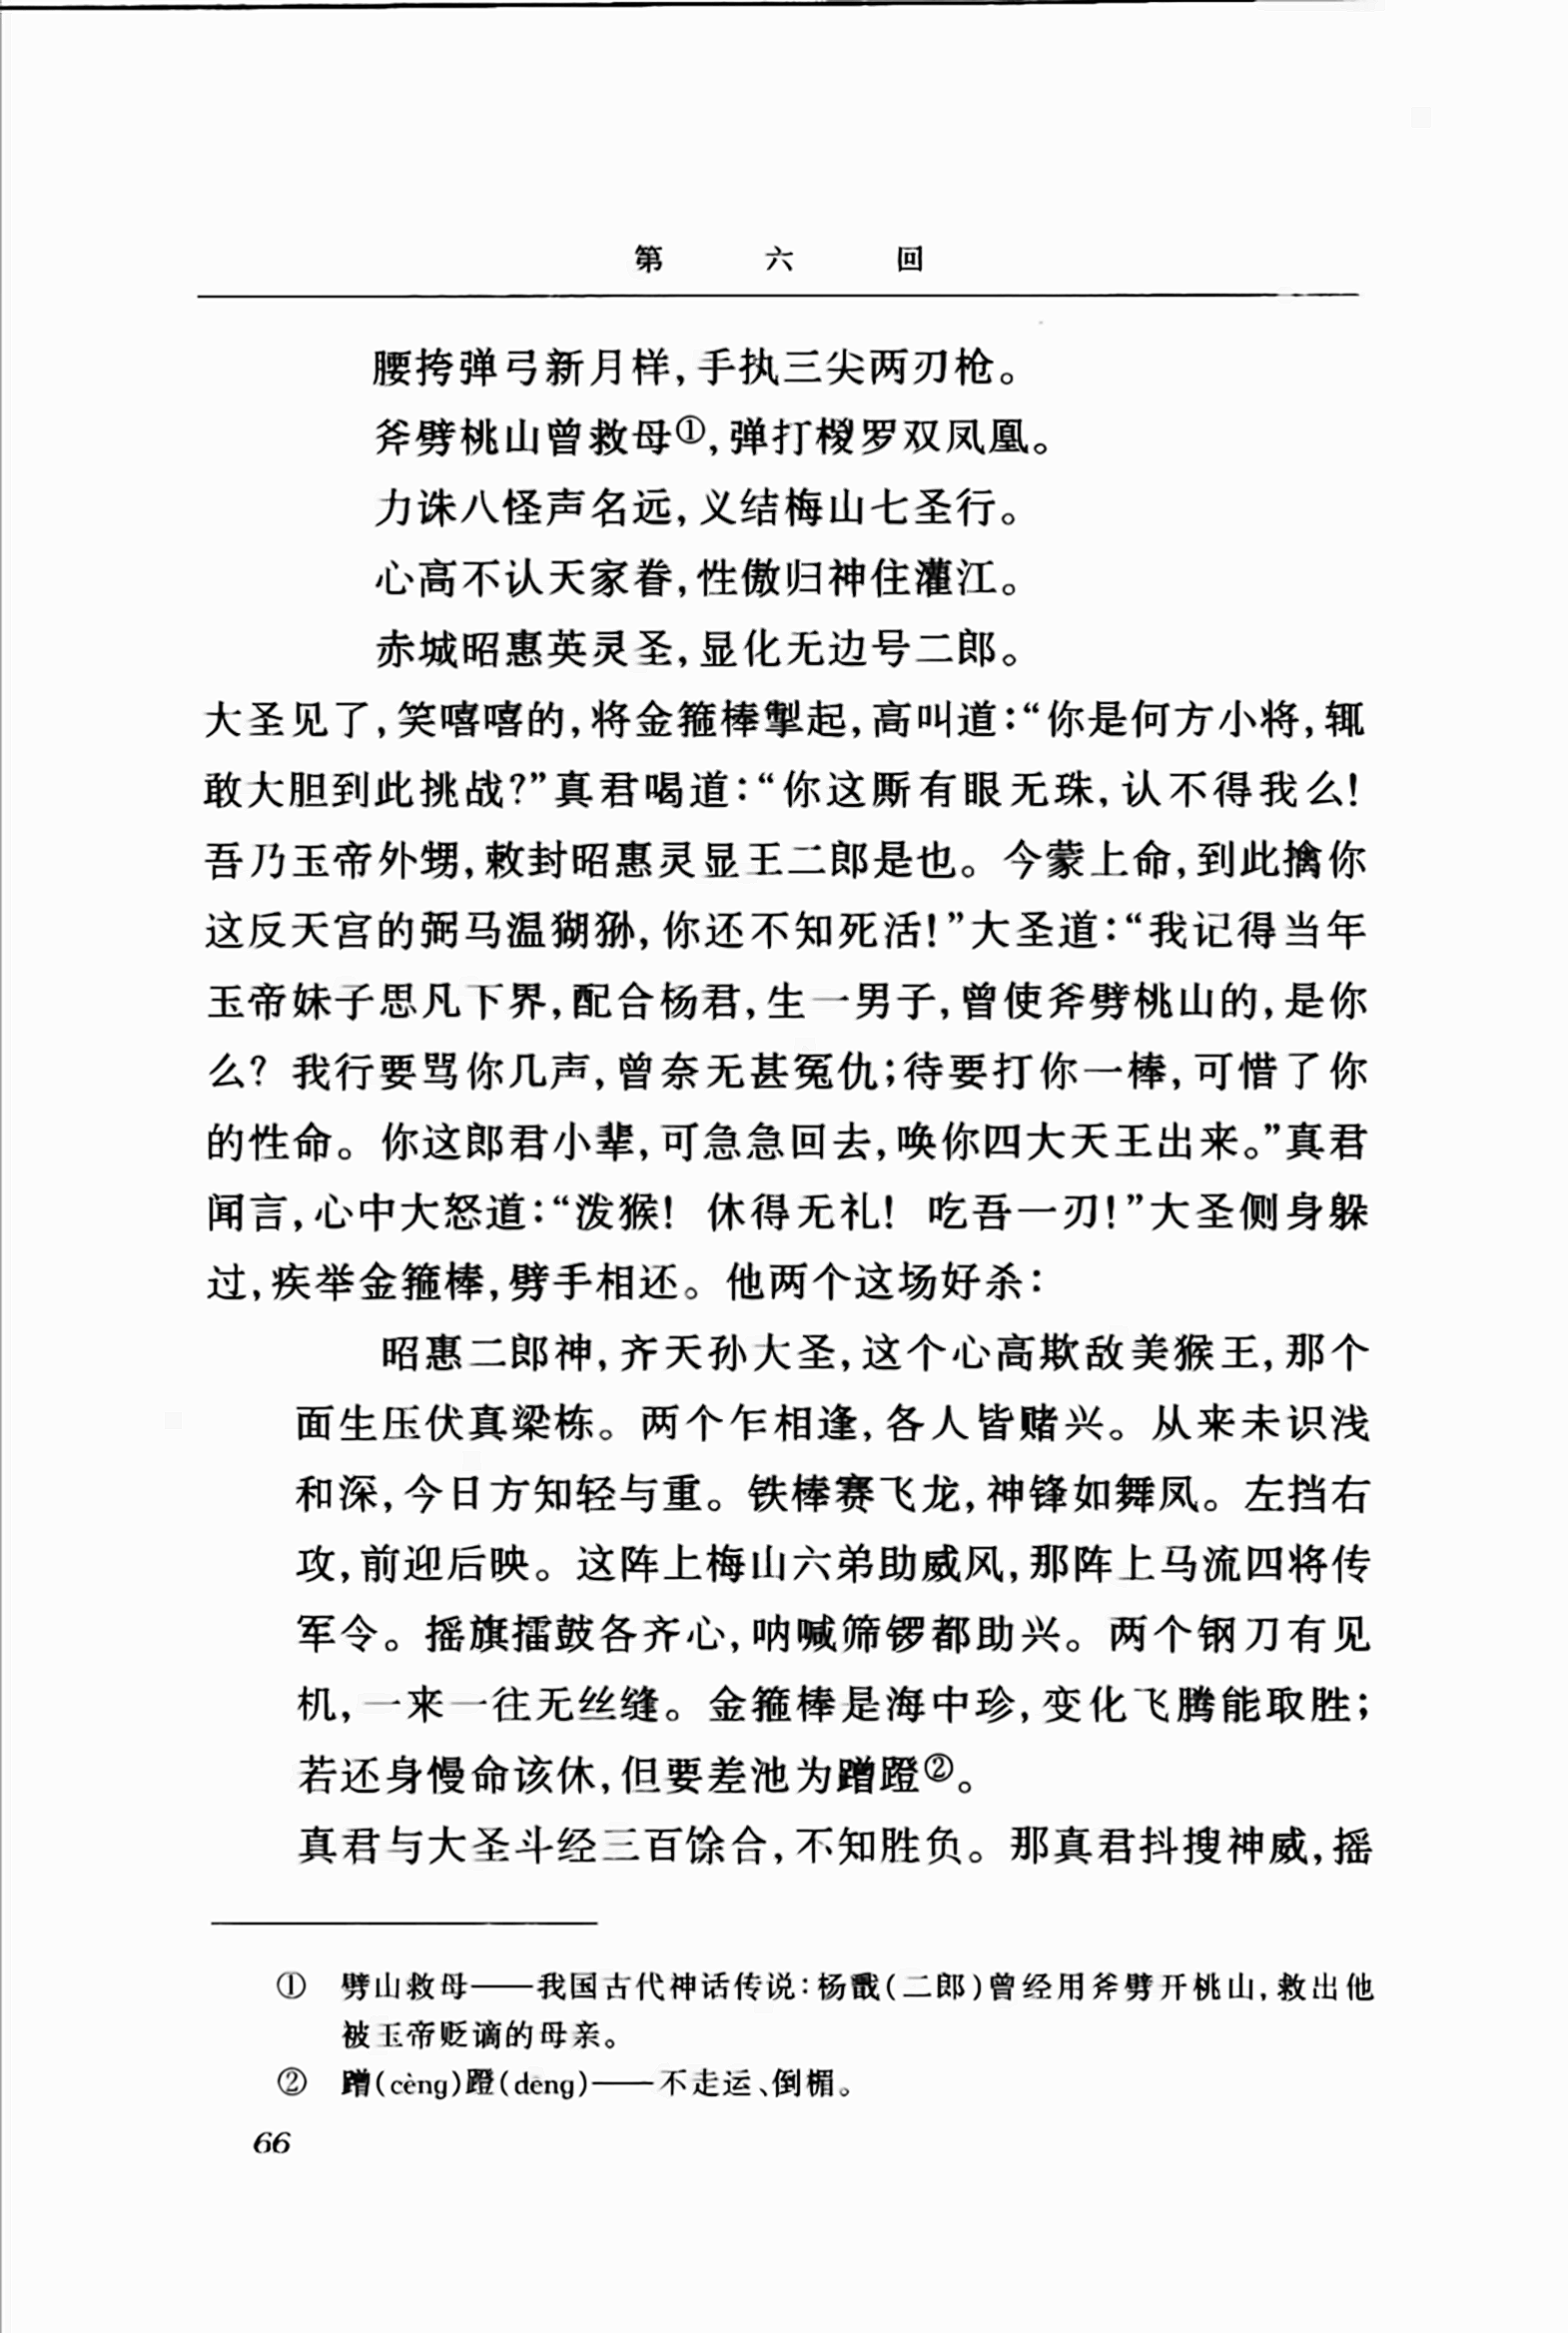 第六回
腰挎弹弓新月样，手执三尖两刃枪。
斧劈桃山曾救母①，弹打㮶罗双凤凰。
力诛八怪声名远，义结梅山七圣行。
心高不认天家眷，性傲归神住灌江。
赤城昭惠英灵圣，显化无边号二郎。
大圣见了，笑嘻嘻的，将金箍棒掣起，高叫道：“你是何方小将，辄
敢大胆到此挑战？”真君喝道：“你这厮有眼无珠，认不得我么！
吾乃玉帝外甥，敕封昭惠灵显王二郎是也。今蒙上命，到此擒你
这反天宫的弼马温猢狲，你还不知死活！”大圣道：“我记得当年
玉帝妹子思凡下界，配合杨君，生一男子，曾使斧劈桃山的，是你
么？我行要骂你几声，曾奈无甚冤仇；待要打你一棒，可惜了你
的性命。你这郎君小辈，可急急回去，唤你四大天王出来。”真君
闻言，心中大怒道：“泼猴！休得无礼！吃吾一刃！”大圣侧身躲
过，疾举金箍棒，劈手相还。他两个这场好杀：
昭惠二郎神，齐天孙大圣，这个心高欺敌美猴王，那个
面生压伏真梁栋。两个乍相逢，各人皆赌兴。从来未识浅
和深，今日方知轻与重。铁棒赛飞龙，神锋如舞凤。左挡右
攻，前迎后映。这阵上梅山六弟助威风，那阵上马流四将传
军令。摇旗擂鼓各齐心，呐喊筛锣都助兴。两个钢刀有见
机，一来一往无丝缝。金箍棒是海中珍，变化飞腾能取胜；
若还身慢命该休，但要差池为蹭蹬②。
真君与大圣斗经三百馀合，不知胜负。那真君抖搜神威，摇
① 劈山救母——我国古代神话传说：杨戬（二郎）曾经用斧劈开桃山，救出他
被玉帝贬谪的母亲。
② 蹭（cèng）蹬（dēng）——不走运、倒楣。
66